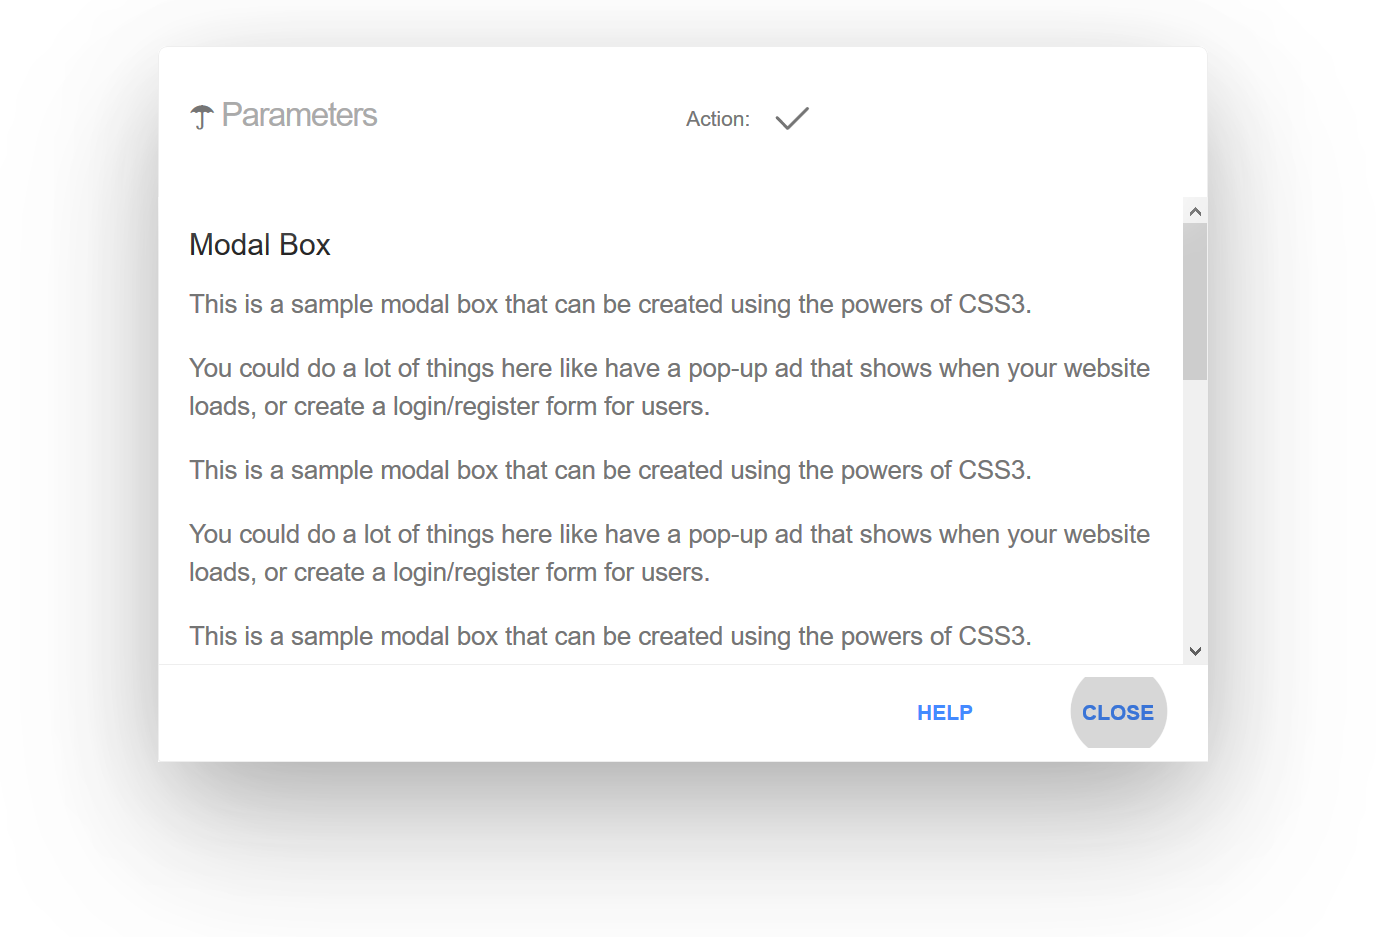 Parameters
Action:
Modal Box
This is a sample modal box that can be created using the powers of CSS3.
You could do a lot of things here like have a pop-up ad that shows when your website
loads, or create a login/register form for users.
This is a sample modal box that can be created using the powers of CSS3.
You could do a lot of things here like have a pop-up ad that shows when your website
loads, or create a login/register form for users.
This is a sample modal box that can be created using the powers of CSS3.
HELP
CLOSE